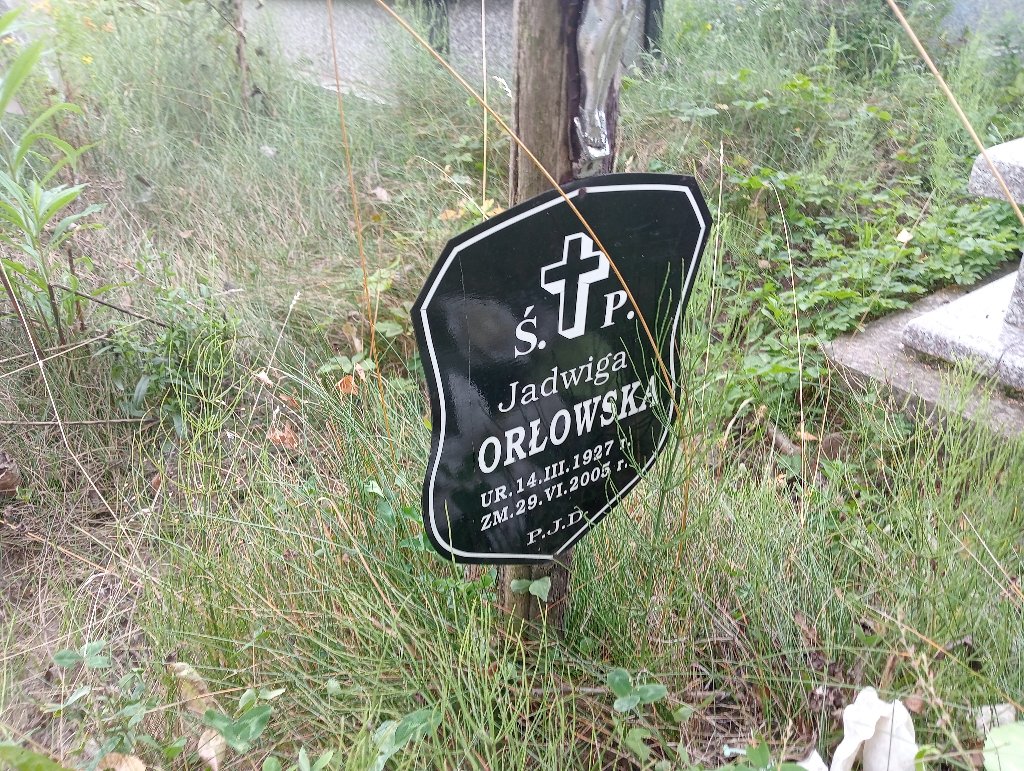 Ś. P.
Jadwiga
ORŁOWSKA
UR. 14. III. 1927 r.
ZM. 29. VI. 2005 r.
P.J.D.